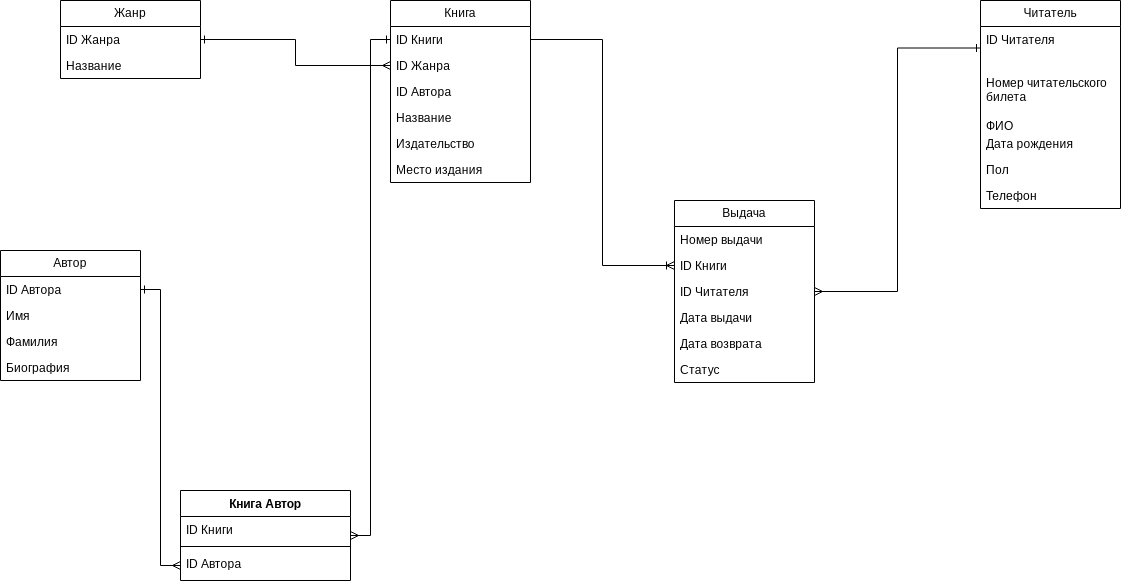 Жанр
ID Жанра
Название
Книга
ID Книги
ID Жанра
ID Автора
Название
Издательство
Место издания
Читатель
ID Читателя
Номер читательского
билета
ФИО
Дата рождения
Пол
Телефон
Выдача
Номер выдачи
ID Книги
ID Читателя
Дата выдачи
Дата возврата
Статус
Автор
ID Автора
Имя
Фамилия
Биография
Книга Автор
ID Книги
ID Автора